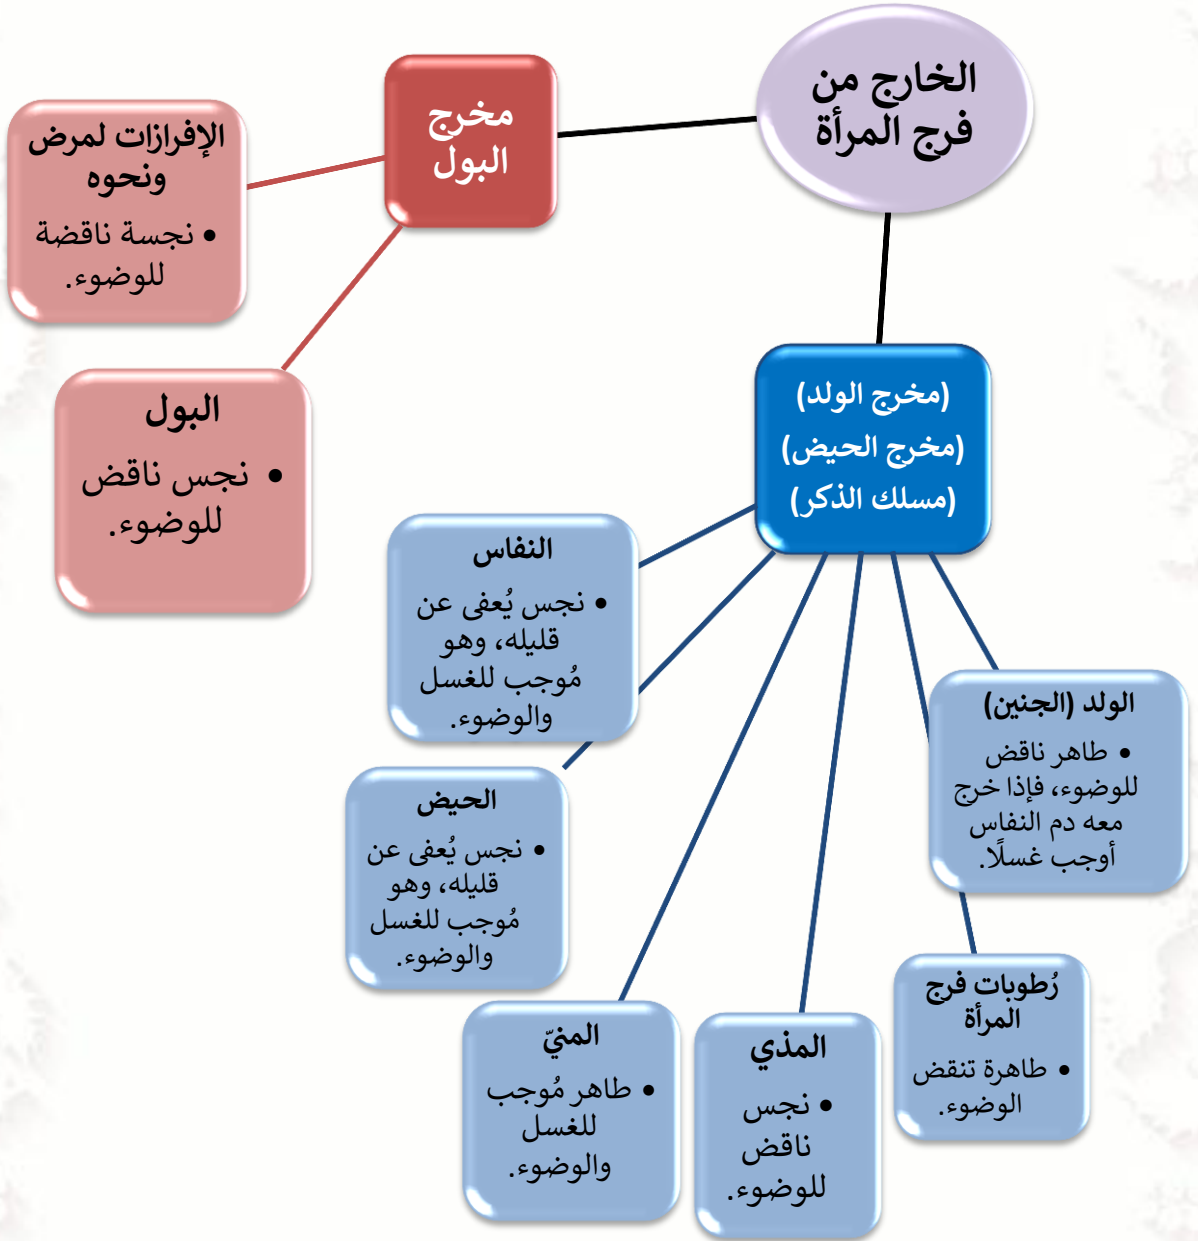 الخارج من
فرج المرأة
مخرج
البول
الإفرازات لمرض
ونحوه
• نجسة ناقضة
للوضوء.
البول
• نجس ناقض
للوضوء.
(مخرج الولد)
(مخرج الحيض)
(مسلك الذكر)
الولد (الجنين)
• طاهر ناقض
للوضوء، فإذا خرج
معه دم النفاس
أوجب غسلًا.
رُطوبات فرج
المرأة
• طاهرة تنقض
الوضوء.
المذي
• نجس
ناقض
للوضوء.
المنيّ
• طاهر مُوجب
للغسل
والوضوء.
الحيض
• نجس يُعفى عن
قليله، وهو
مُوجب للغسل
والوضوء.
النفاس
• نجس يُعفى عن
قليله، وهو
مُوجب للغسل
والوضوء.